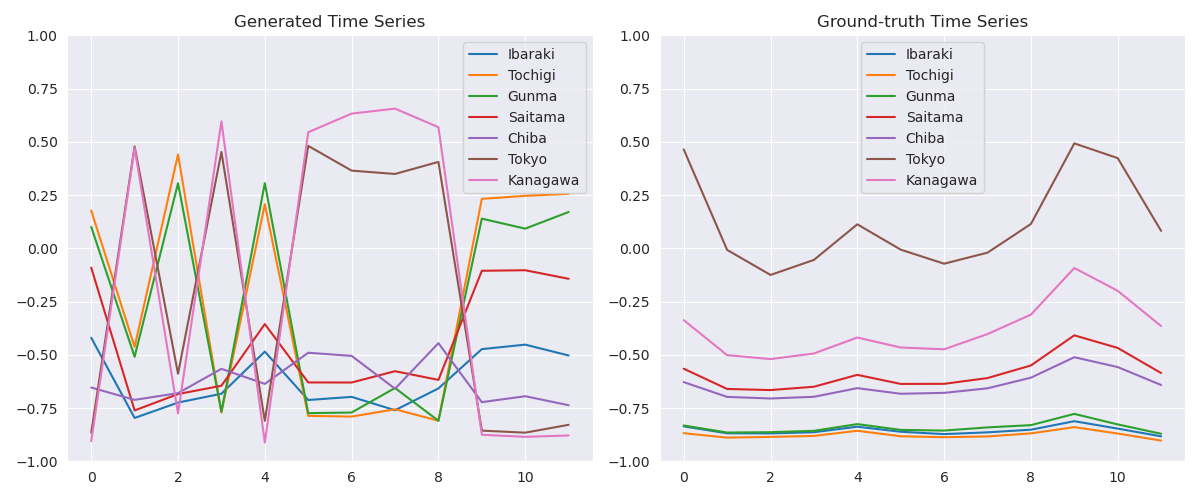 Generated Time Series
1.00
0.75
0.50
0.25
0.00
−0.25
−0.50
−0.75
−1.00
0 2 4 6 8 10
Ibaraki
Tochigi
Gunma
Saitama
Chiba
Tokyo
Kanagawa
Ground-truth Time Series
1.00
0.75
0.50
0.25
0.00
−0.25
−0.50
−0.75
−1.00
0 2 4 6 8 10
Ibaraki
Tochigi
Gunma
Saitama
Chiba
Tokyo
Kanagawa